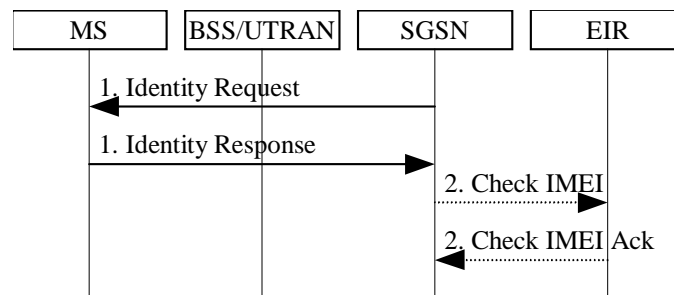 MS BSS/UTRAN SGSN EIR
1. Identity Request
1. Identity Response
2. Check IMEI
2. Check IMEI Ack